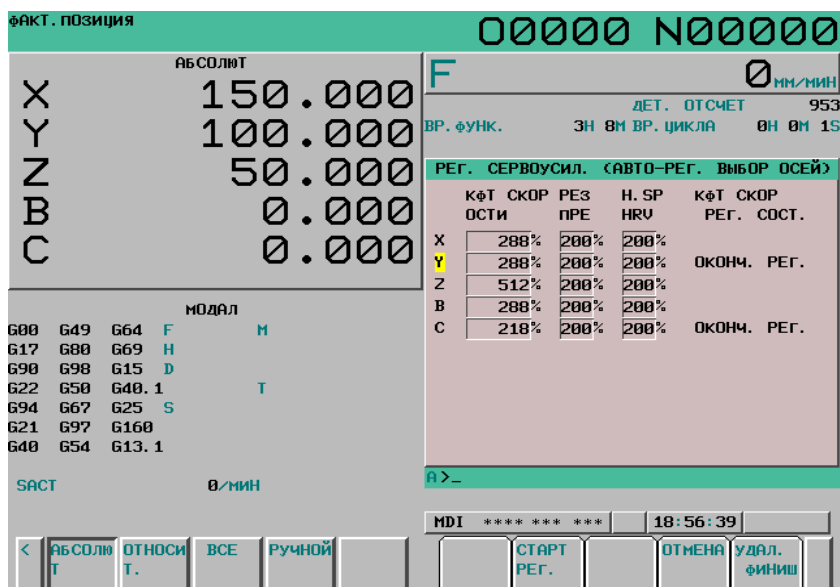 ФАКТ.ПОЗИЦИЯ
O0000 N00000
АБСОЛЮТ
X 150.000
Y 100.000
Z 50.000
B 0.000
C 0.000
F 0 ММ/МИН
ДЕТ. ОТСЧЕТ 953
ВР.ФУНК. 3H 8M ВР.ЦИКЛА 0H 0M 1S
МОДАЛ
G00 G49 G64 F M
G17 G80 G69 H
G90 G98 G15 D
G22 G50 G40.1 T
G94 G67 G25 S
G21 G97 G160
G40 G54 G13.1
SACT 0/МИН
РЕГ. СЕРВОУСИЛ. (АВТО-РЕГ. ВЫБОР ОСЕЙ)
КФТ СКОР РЕЗ H.SP КФТ СКОР
ОСТИ ПРЕ HRV РЕГ. СОСТ.
X 288% 200% 200%
Y 288% 200% 200% ОКОНЧ. РЕГ.
Z 512% 200% 200%
B 288% 200% 200%
C 218% 200% 200% ОКОНЧ. РЕГ.
A>_
MDI **** *** *** 18:56:39
< АБСОЛЮ ОТНОСИ ВСЕ РУЧНОЙ СТАРТ ОТМЕНА УДАЛ.
Т Т. РЕГ. ФИНИШ